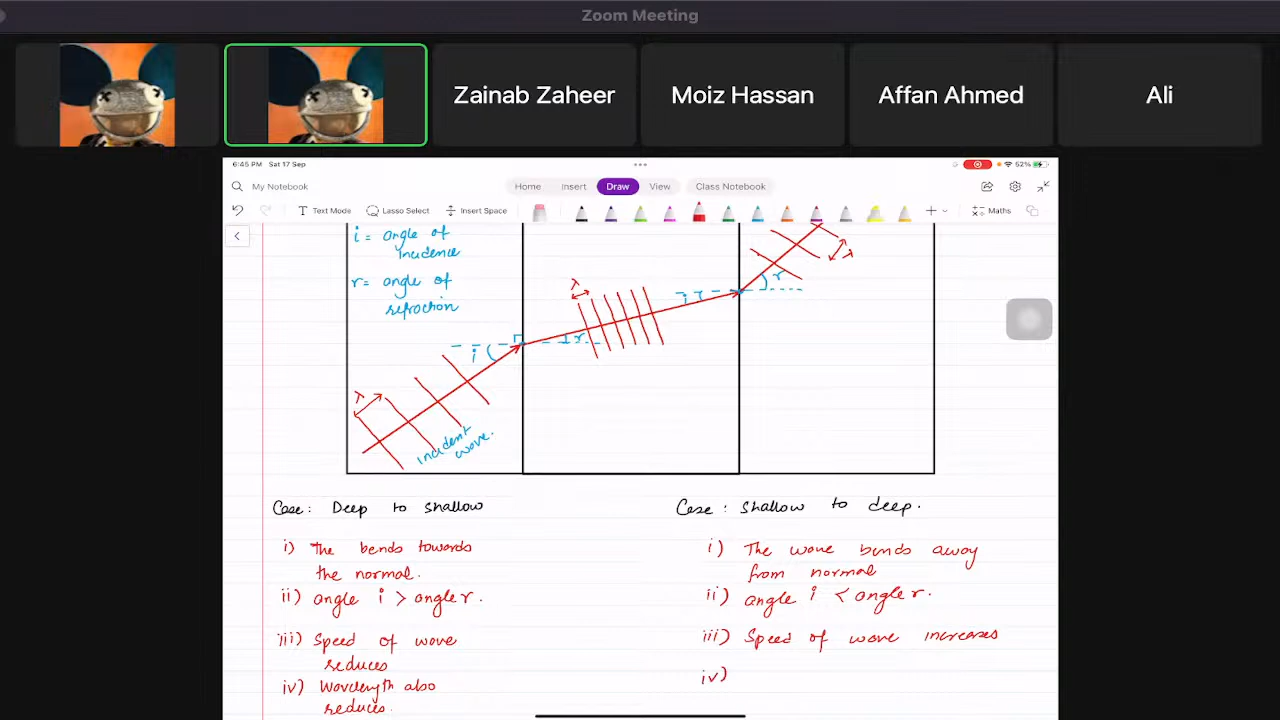 Zoom Meeting
Zainab Zaheer
Moiz Hassan
Affan Ahmed
Ali
6:45 PM Sat 17 Sep
52%
My Notebook
Home Insert Draw View Class Notebook
Text Mode Lasso Select Insert Space Maths
i = angle of
incidence
r= angle of
refraction
λ
r
λ
i
r
i
λ
incident
wave.
Case: Deep to shallow
i) The bends towards
the normal.
ii) angle i > angle r.
iii) Speed of wave
reduces
iv) Wavelength also
reduces.
Case: Shallow to deep.
i) The wave bends away
from normal
ii) angle i < angle r.
iii) Speed of wave increases
iv)